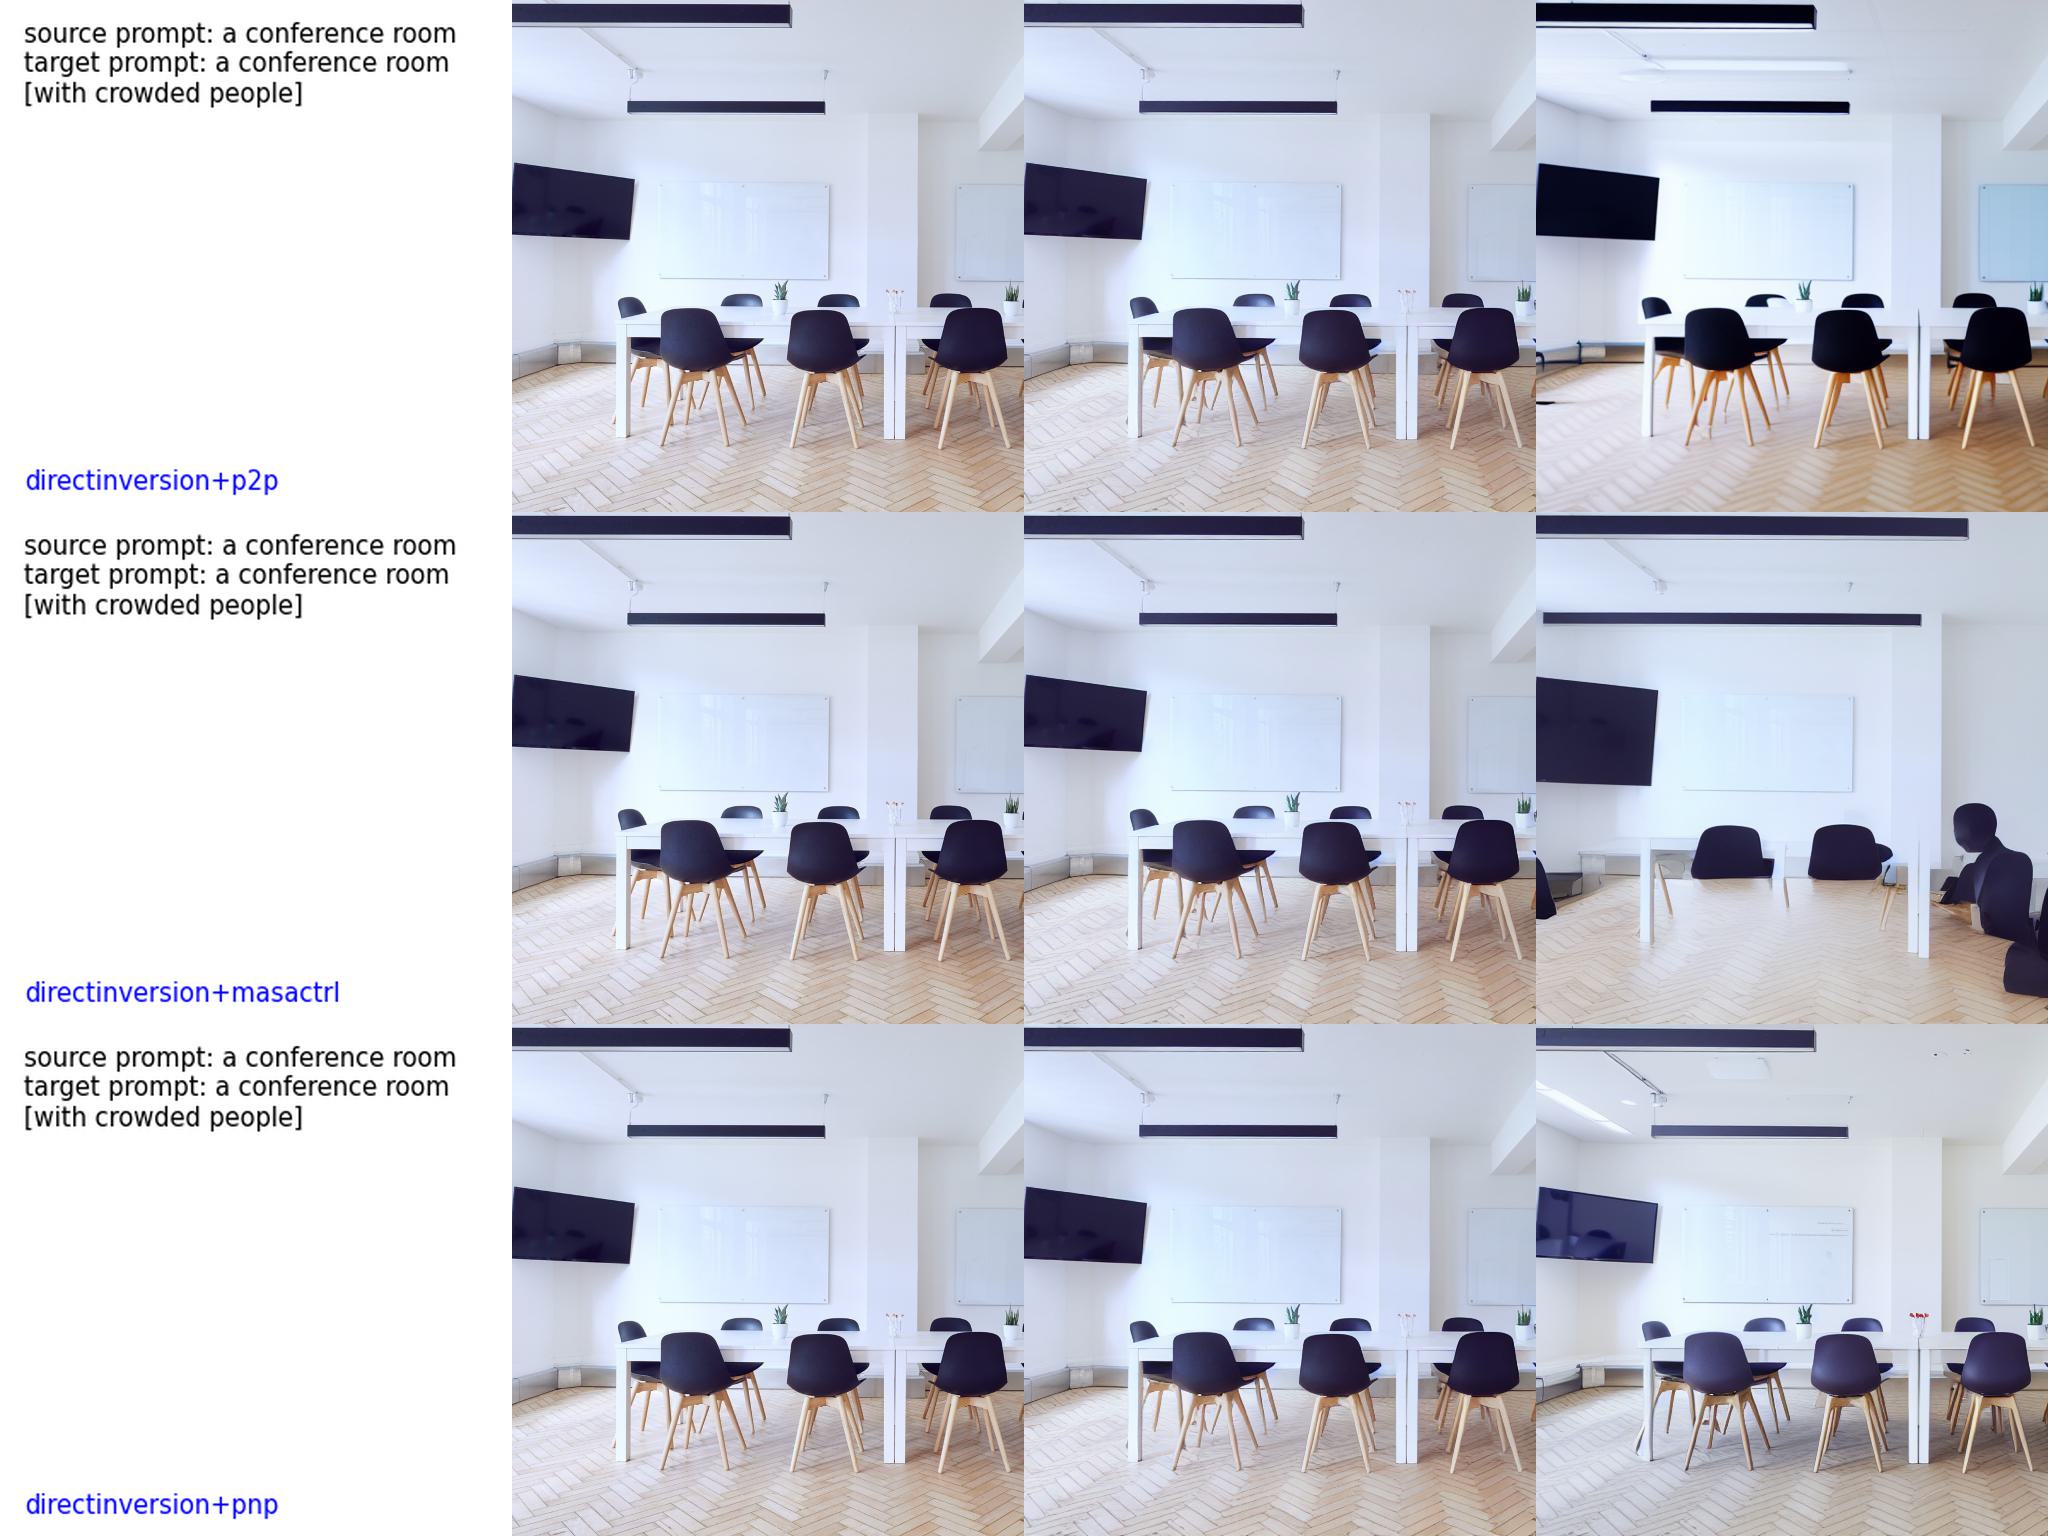 source prompt: a conference room
target prompt: a conference room
[with crowded people]
directinversion+p2p
source prompt: a conference room
target prompt: a conference room
[with crowded people]
directinversion+masactrl
source prompt: a conference room
target prompt: a conference room
[with crowded people]
directinversion+pnp